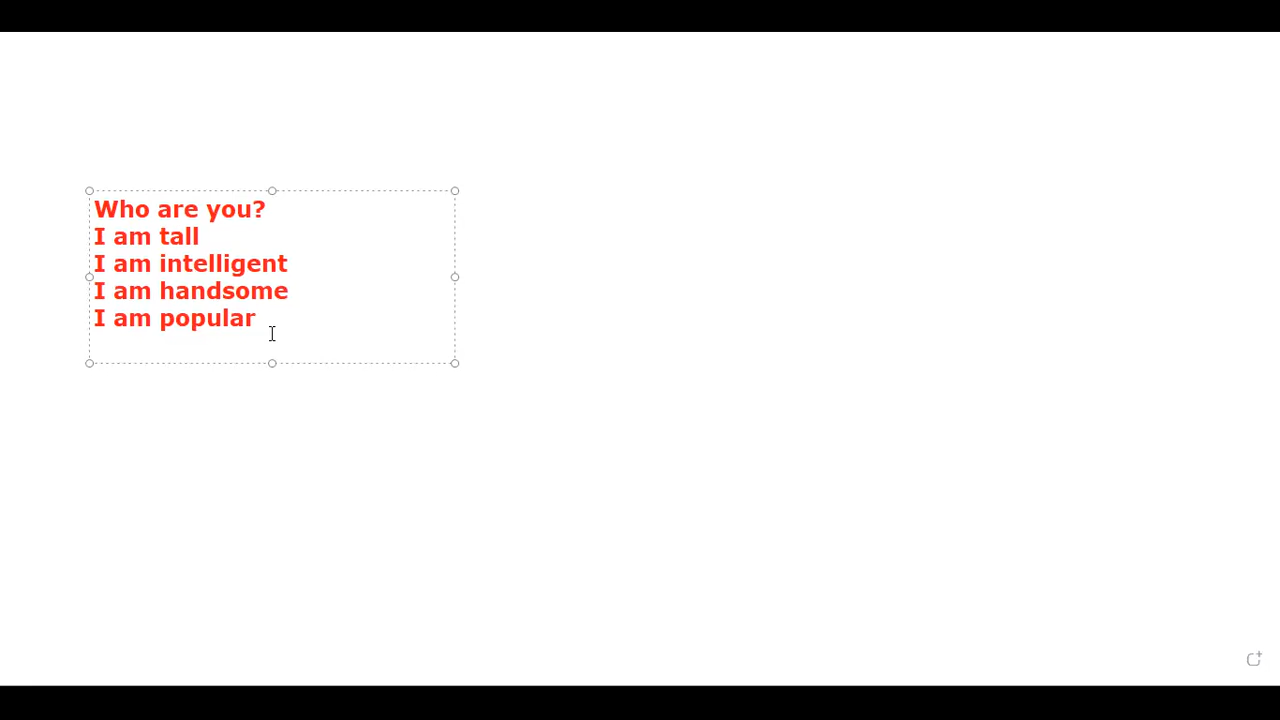 Who are you?
I am tall
I am intelligent
I am handsome
I am popular